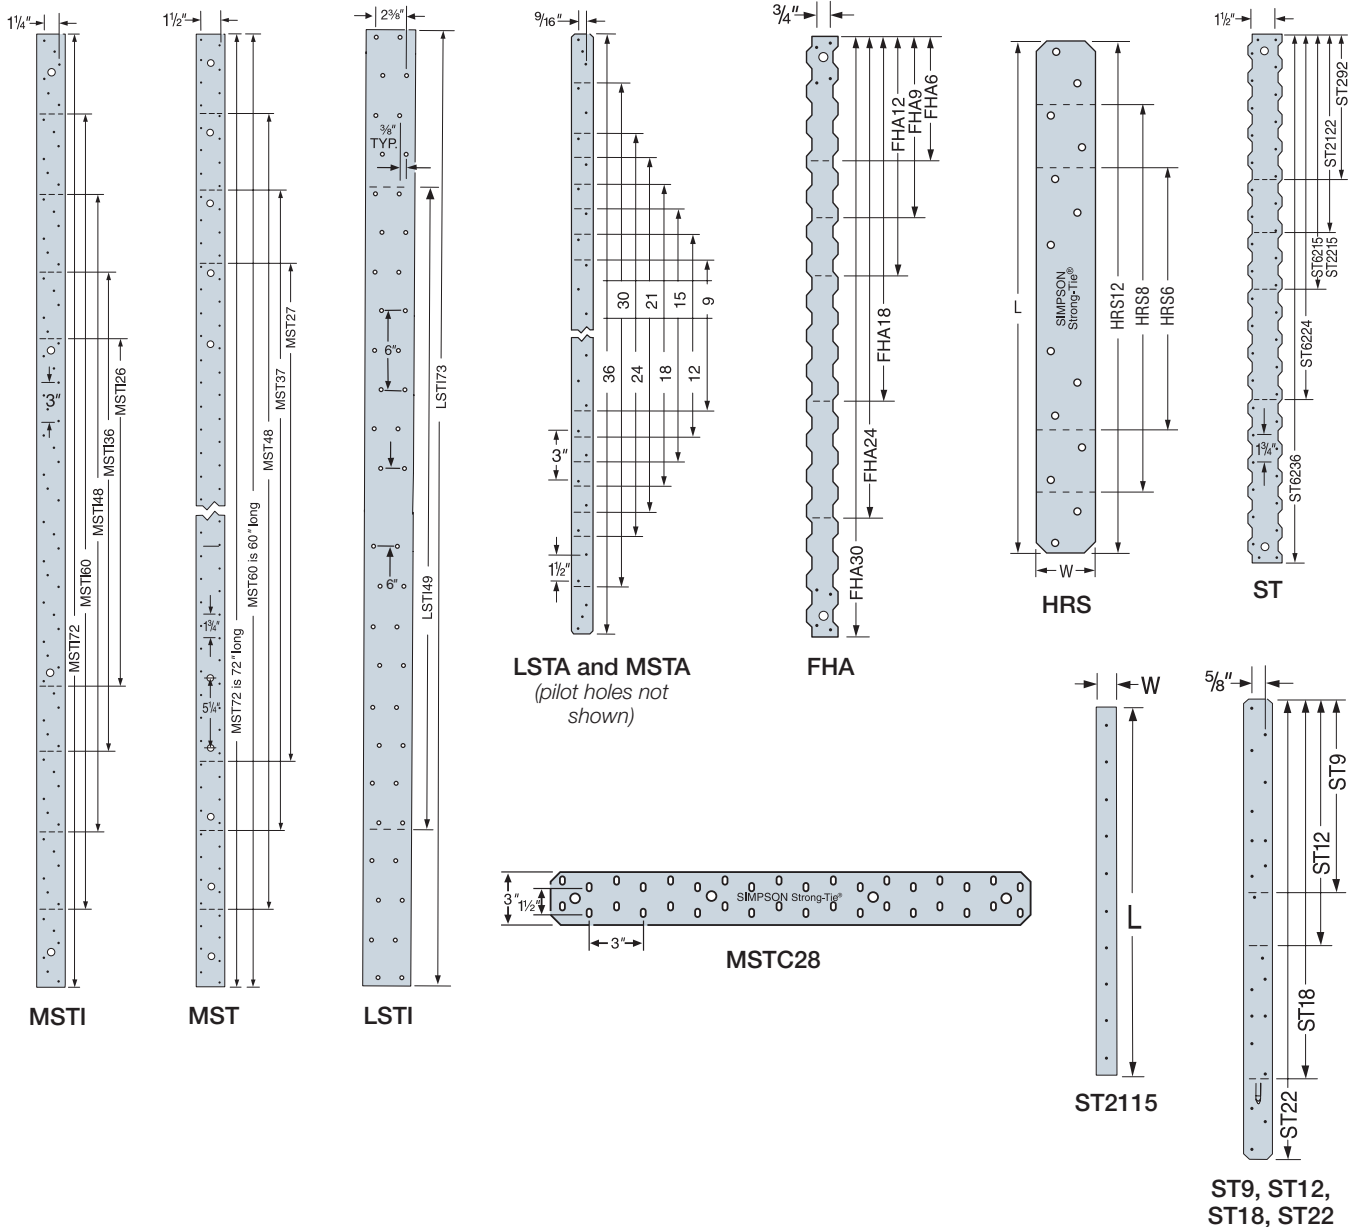 1¼"
3"
MSTI26
MSTI36
MSTI48
MSTI60
MSTI72
MSTI
1½"
MST27
MST37
MST48
MST60 is 60" long
MST72 is 72" long
1¾"
5¼"
MST
2⅜"
⅜"
TYP.
6"
6"
LSTI73
LSTI49
LSTI
9/16"
30
21
15
9
36
24
18
12
3"
1½"
LSTA and MSTA
(pilot holes not
shown)
¾"
FHA6
FHA9
FHA12
FHA18
FHA24
FHA30
FHA
L
SIMPSON
Strong-Tie®
HRS12
HRS8
HRS6
W
HRS
1½"
ST292
ST2122
ST2215
ST6215
ST6224
ST6236
1¾"
ST
3"
1½"
SIMPSON Strong-Tie®
3"
MSTC28
W
L
ST2115
5/8"
ST9
ST12
ST18
ST22
ST9, ST12,
ST18, ST22